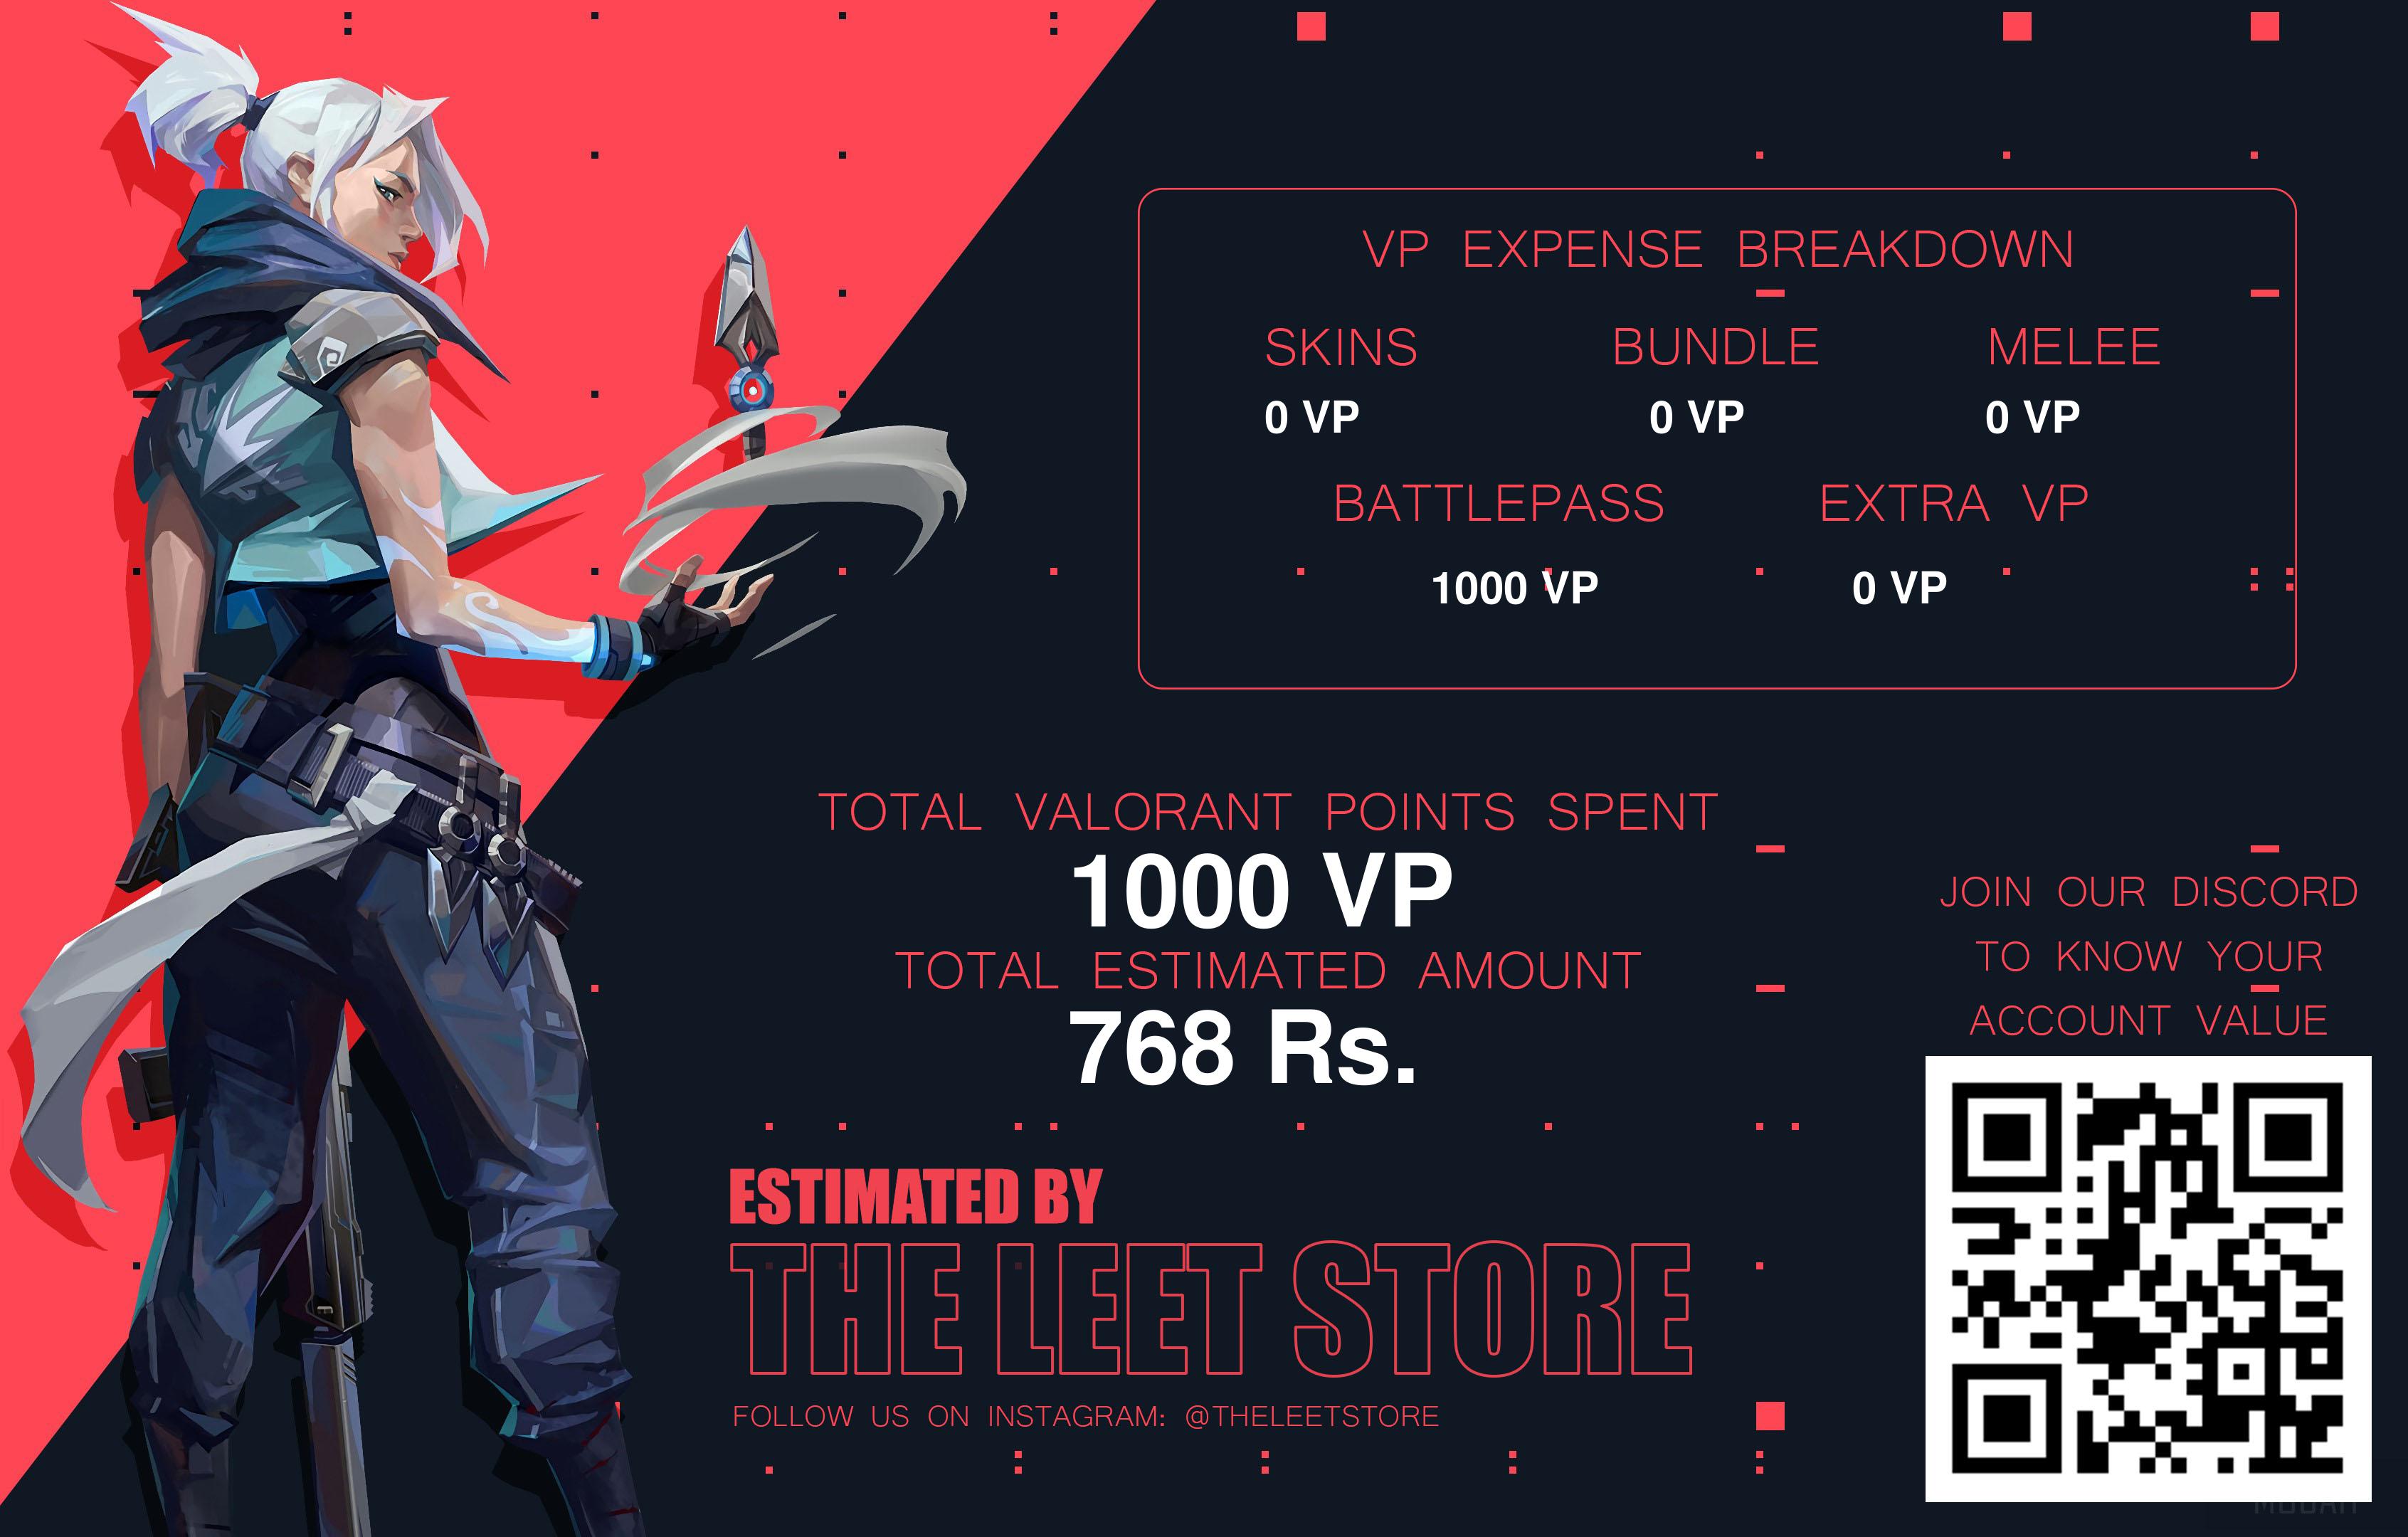 VP EXPENSE BREAKDOWN
SKINS BUNDLE MELEE
0 VP 0 VP 0 VP
BATTLEPASS EXTRA VP
1000 VP 0 VP
TOTAL VALORANT POINTS SPENT
1000 VP
TOTAL ESTIMATED AMOUNT
768 Rs.
JOIN OUR DISCORD
TO KNOW YOUR
ACCOUNT VALUE
ESTIMATED BY
THE LEET STORE
FOLLOW US ON INSTAGRAM: @THELEETSTORE